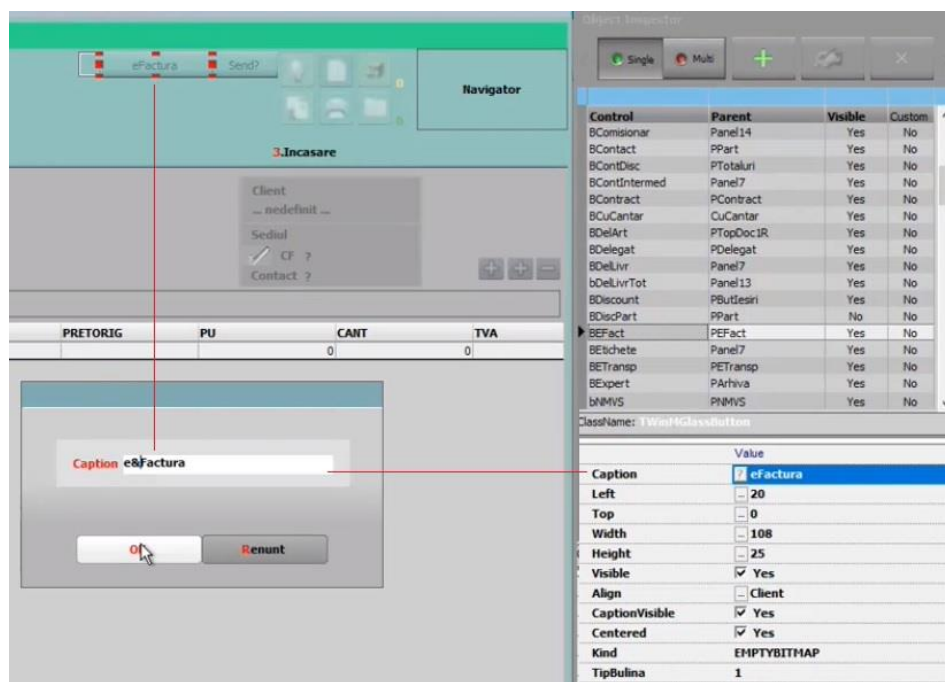 Object Inspector
eFactura
Send?
Single
Multi
Navigator
3.Incasare
Client
... nedefinit ...
Sediul
CF ?
Contact ?
PRETORIG PU CANT TVA
0 0
Caption e&Factura
OK
Renunt
Control Parent Visible Custom
BComisionar Panel14 Yes No
BContact PPart Yes No
BContDisc PTotaluri Yes No
BContIntermed Panel7 Yes No
BContract PContract Yes No
BCuCantar CuCantar Yes No
BDelArt PTopDoc1R Yes No
BDelegat PDelegat Yes No
BDelLivr Panel7 Yes No
bDelLivrTot Panel13 Yes No
BDiscount PButIesiri Yes No
BDiscPart PPart No No
BEFact PEFact Yes No
BEtichete Panel7 Yes No
BETransp PETransp Yes No
BExpert PArhiva Yes No
bNMVS PNMVS Yes No
ClassName: TWinMGlassButton
Value
Caption ? eFactura
Left ... 20
Top ... 0
Width ... 108
Height ... 25
Visible Yes
Align ... Client
CaptionVisible Yes
Centered Yes
Kind EMPTYBITMAP
TipBulina 1